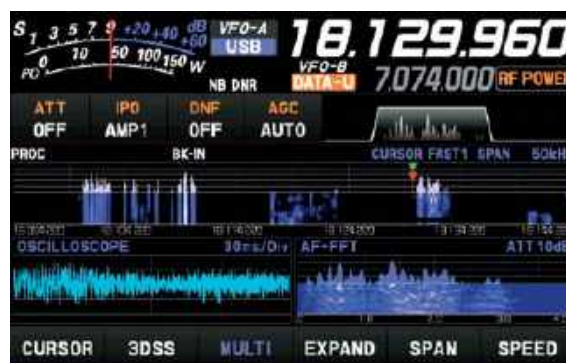 S 1 3 5 7 9 +20 +40 +60 dB
VFO-A
USB
18.129.960
PO 0 10 50 100 150 W
VFO-B
DATA-U
7.074.000
RF POWE
NB DNR
ATT IPO DNF AGC
OFF AMP1 OFF AUTO
PROC BK-IN CURSOR FAST1 SPAN 50kH
OSCILLOSCOPE 30ms/Div AF-FFT ATT 10dB
CURSOR 3DSS MULTI EXPAND SPAN SPEED